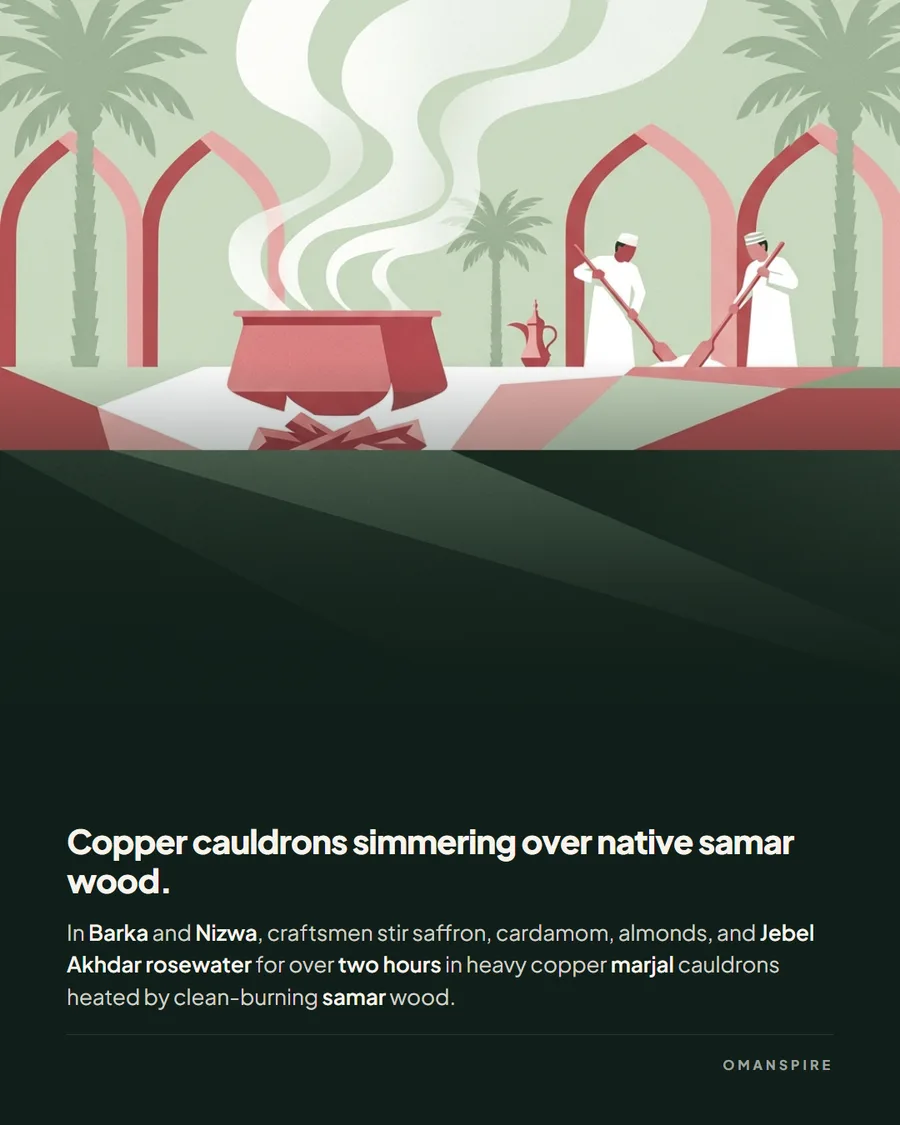 Copper cauldrons simmering over native samar
wood.
In Barka and Nizwa, craftsmen stir saffron, cardamom, almonds, and Jebel
Akhdar rosewater for over two hours in heavy copper marjal cauldrons
heated by clean-burning samar wood.
OMANSPIRE